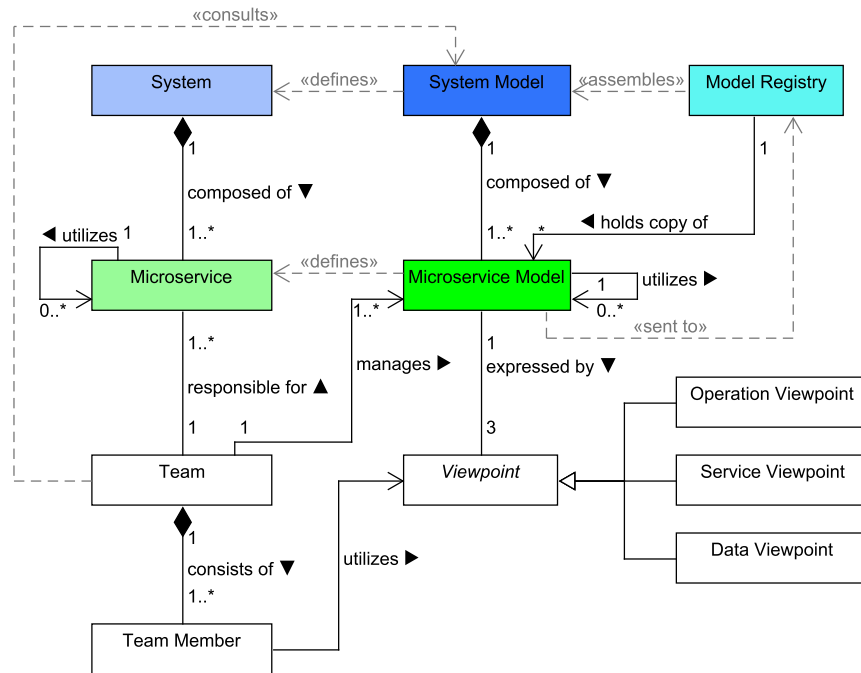 «consults»
System
«defines»
System Model
«assembles»
Model Registry
1
1
1
composed of ▼
composed of ▼
◀ utilizes 1
1..*
1..*
*
◀ holds copy of
Microservice
«defines»
Microservice Model
1
utilizes ▶
0..*
1..*
0..*
«sent to»
1..*
1
manages ▶
expressed by ▼
responsible for ▲
Operation Viewpoint
1
1
3
Team
Viewpoint
Service Viewpoint
1
consists of ▼
utilizes ▶
Data Viewpoint
1..*
Team Member